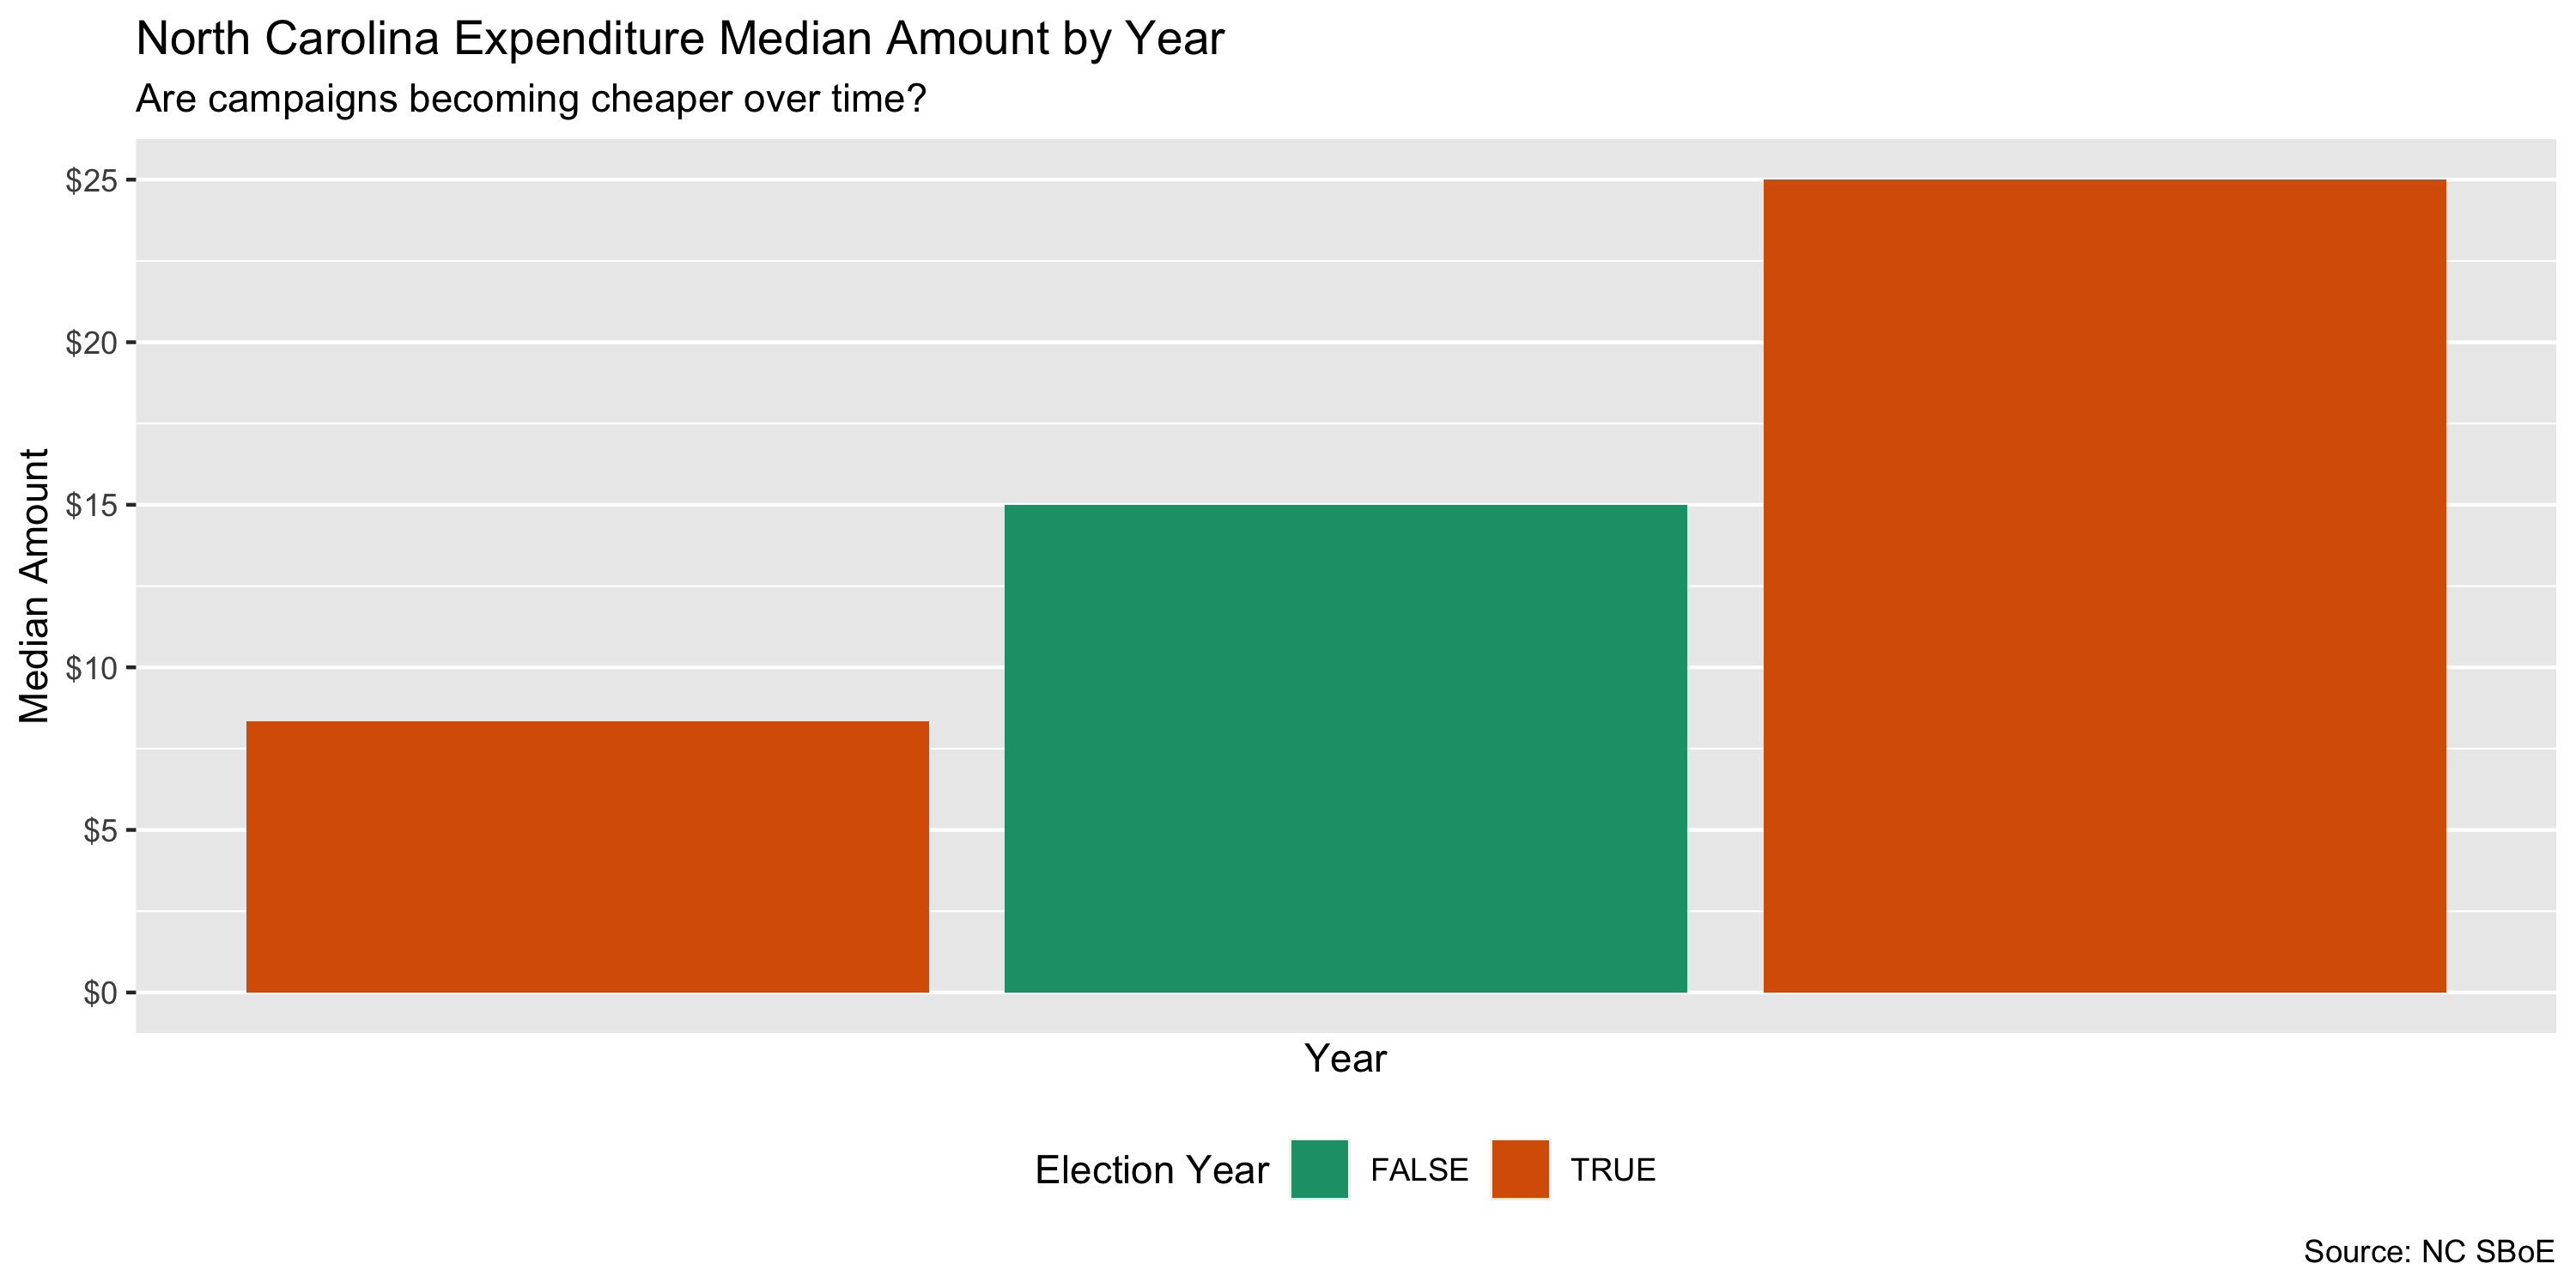 North Carolina Expenditure Median Amount by Year
Are campaigns becoming cheaper over time?
Median Amount
$25
$20
$15
$10
$5
$0
Year
Election Year FALSE TRUE
Source: NC SBoE